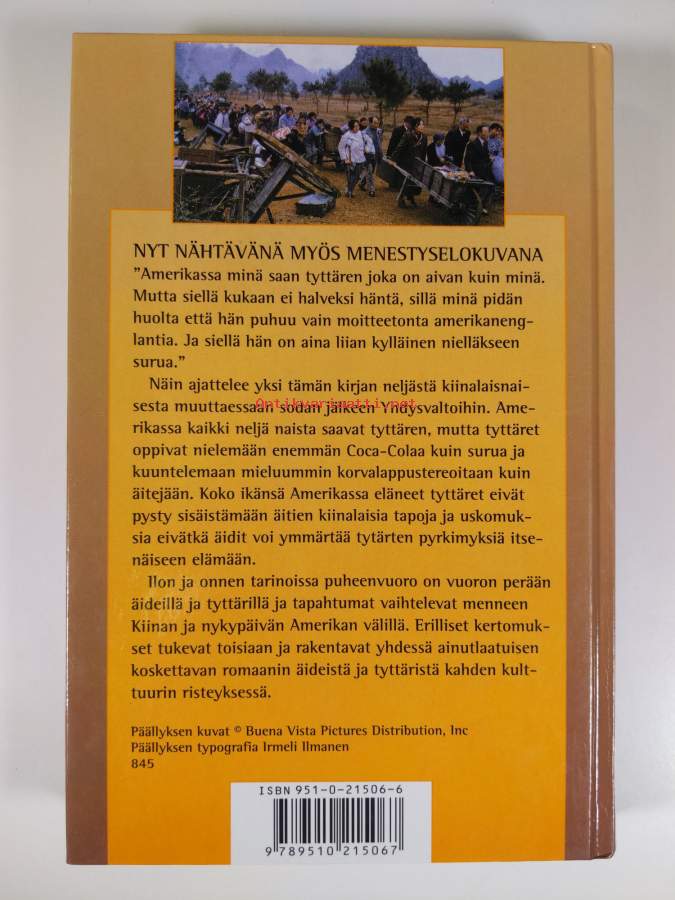 NYT NÄHTÄVÄNÄ MYÖS MENESTYSELOKUVANA
”Amerikassa minä saan tyttären joka on aivan kuin minä.
Mutta siellä kukaan ei halveksi häntä, sillä minä pidän
huolta että hän puhuu vain moitteetonta amerikaneng-
lantia. Ja siellä hän on aina liian kylläinen nielläkseen
surua.”
Näin ajattelee yksi tämän kirjan neljästä kiinalaisnai-
sesta muuttaessaan sodan jälkeen Yhdysvaltoihin. Ame-
Antikvariaatti.net
rikassa kaikki neljä naista saavat tyttären, mutta tyttäret
oppivat nielemään enemmän Coca-Colaa kuin surua ja
kuuntelemaan mieluummin korvalappustereoitaan kuin
äitejään. Koko ikänsä Amerikassa eläneet tyttäret eivät
pysty sisäistämään äitien kiinalaisia tapoja ja uskomuk-
sia eivätkä äidit voi ymmärtää tytärten pyrkimyksiä itse-
näiseen elämään.
Ilon ja onnen tarinoissa puheenvuoro on vuoron perään
äideillä ja tyttärillä ja tapahtumat vaihtelevat menneen
Kiinan ja nykypäivän Amerikan välillä. Erilliset kertomuk-
set tukevat toisiaan ja rakentavat yhdessä ainutlaatuisen
koskettavan romaanin äideistä ja tyttäristä kahden kult-
tuurin risteyksessä.
Päällyksen kuvat © Buena Vista Pictures Distribution, Inc
Päällyksen typografia Irmeli Ilmanen
845
ISBN 951-0-21506-6
9 789510 215067